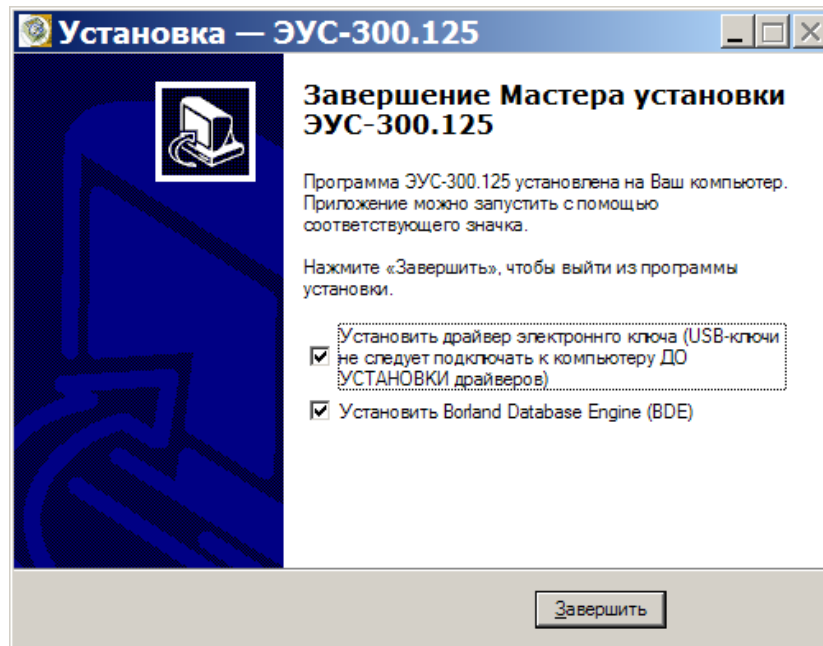 Установка — ЭУС-300.125
Завершение Мастера установки
ЭУС-300.125
Программа ЭУС-300.125 установлена на Ваш компьютер.
Приложение можно запустить с помощью
соответствующего значка.
Нажмите «Завершить», чтобы выйти из программы
установки.
Установить драйвер электроннго ключа (USB-ключи
не следует подключать к компьютеру ДО
УСТАНОВКИ драйверов)
Установить Borland Database Engine (BDE)
Завершить